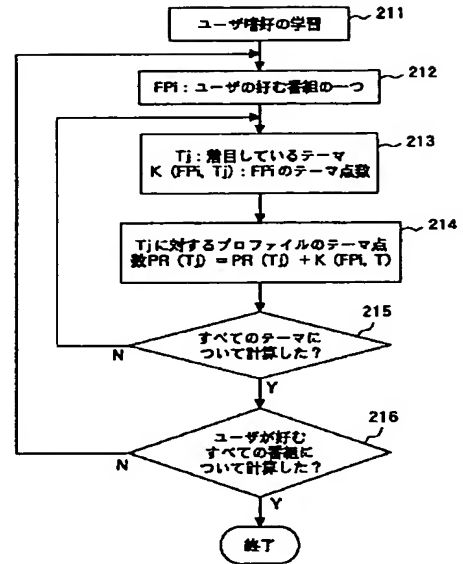 ユーザ嗜好の学習
211
FPi：ユーザの好む番組の一つ
212
Tj：着目しているテーマ
K（FPi, Tj）：FPiのテーマ点数
213
Tjに対するプロファイルのテーマ点
数PR（Tj）＝PR（Tj）＋K（FPi, T）
214
すべてのテーマに
ついて計算した？
215
N
Y
ユーザが好む
すべての番組に
ついて計算した？
216
N
Y
終了